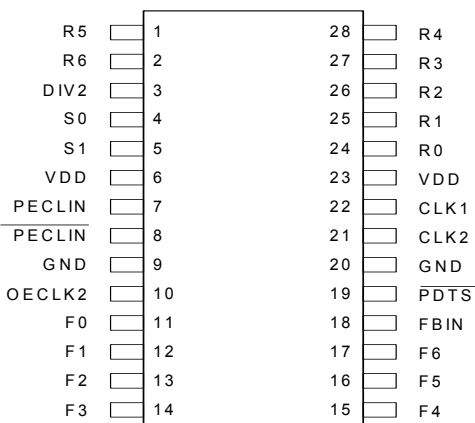 R5 1 28 R4
R6 2 27 R3
DIV2 3 26 R2
S0 4 25 R1
S1 5 24 R0
VDD 6 23 VDD
PECLIN 7 22 CLK1
PECLIN 8 21 CLK2
GND 9 20 GND
OECLK2 10 19 PDTS
F0 11 18 FBIN
F1 12 17 F6
F2 13 16 F5
F3 14 15 F4